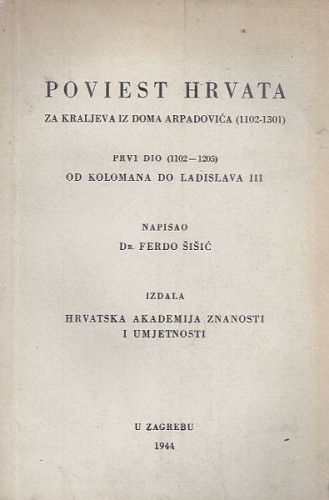 POVIEST HRVATA
ZA KRALJEVA IZ DOMA ARPADOVIĆA (1102-1301)
PRVI DIO (1102—1205)
OD KOLOMANA DO LADISLAVA III
NAPISAO
DR. FERDO ŠIŠIĆ
IZDALA
HRVATSKA AKADEMIJA ZNANOSTI
I UMJETNOSTI
U ZAGREBU
1944